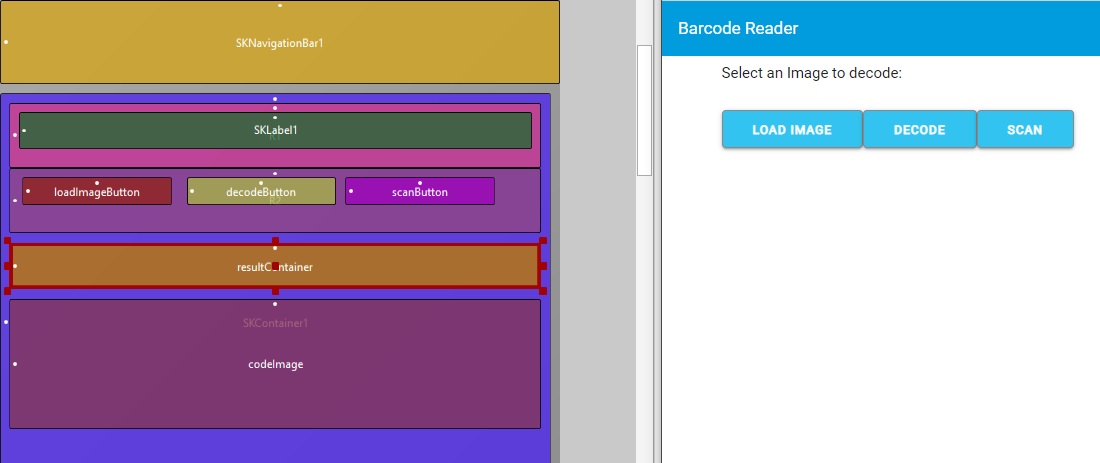 SKNavigationBar1
SKLabel1
loadImageButton
decodeButton
scanButton
resultContainer
SKContainer1
codeImage
Barcode Reader
Select an Image to decode:
LOAD IMAGE
DECODE
SCAN